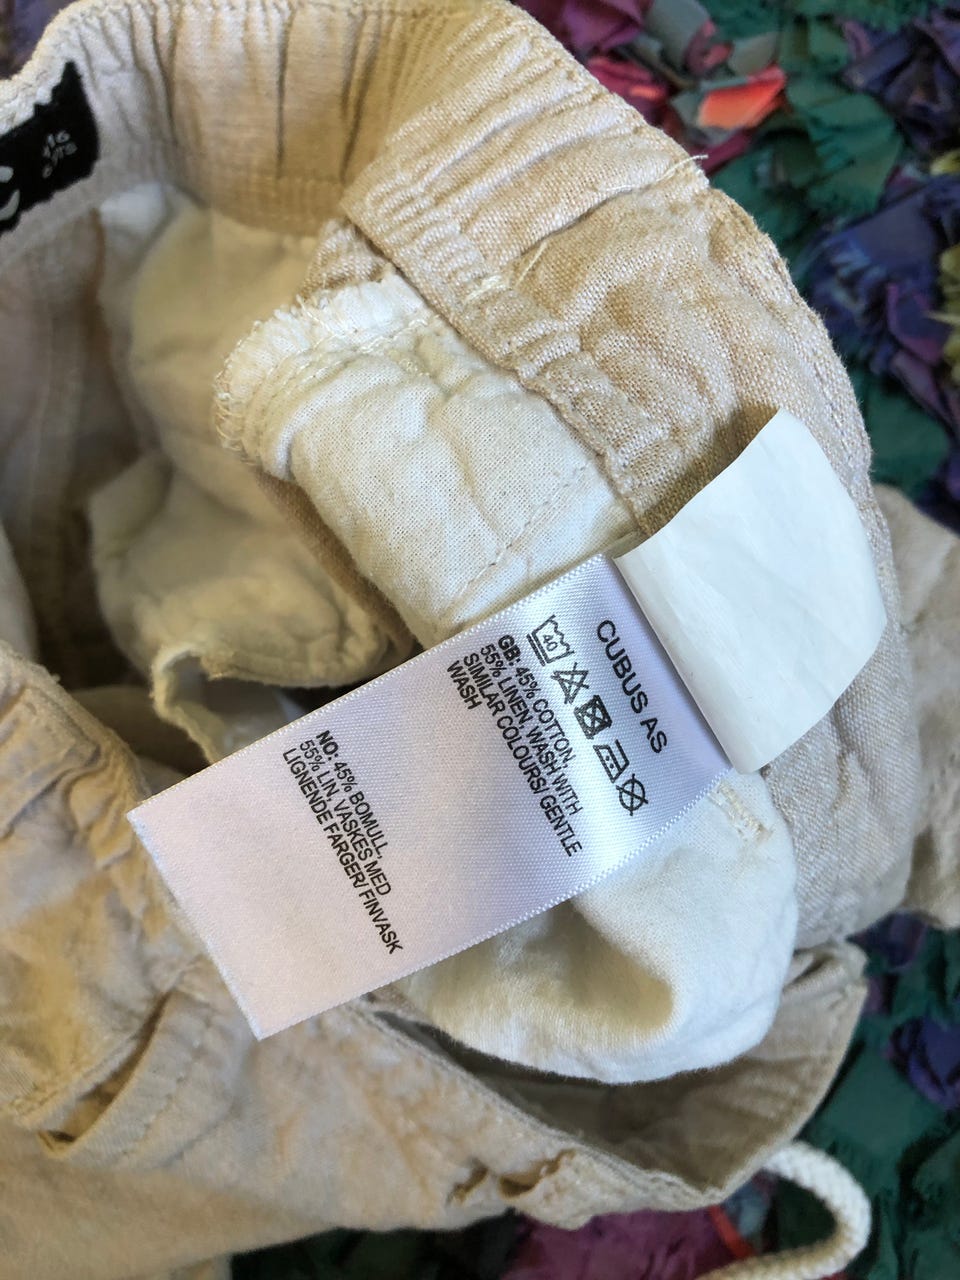 CUBUS AS
40
GB: 45% COTTON,
55% LINEN, WASH WITH
SIMILAR COLOURS/ GENTLE
WASH
NO: 45% BOMULL,
55% LIN, VASKES MED
LIGNENDE FARGER/ FINVASK